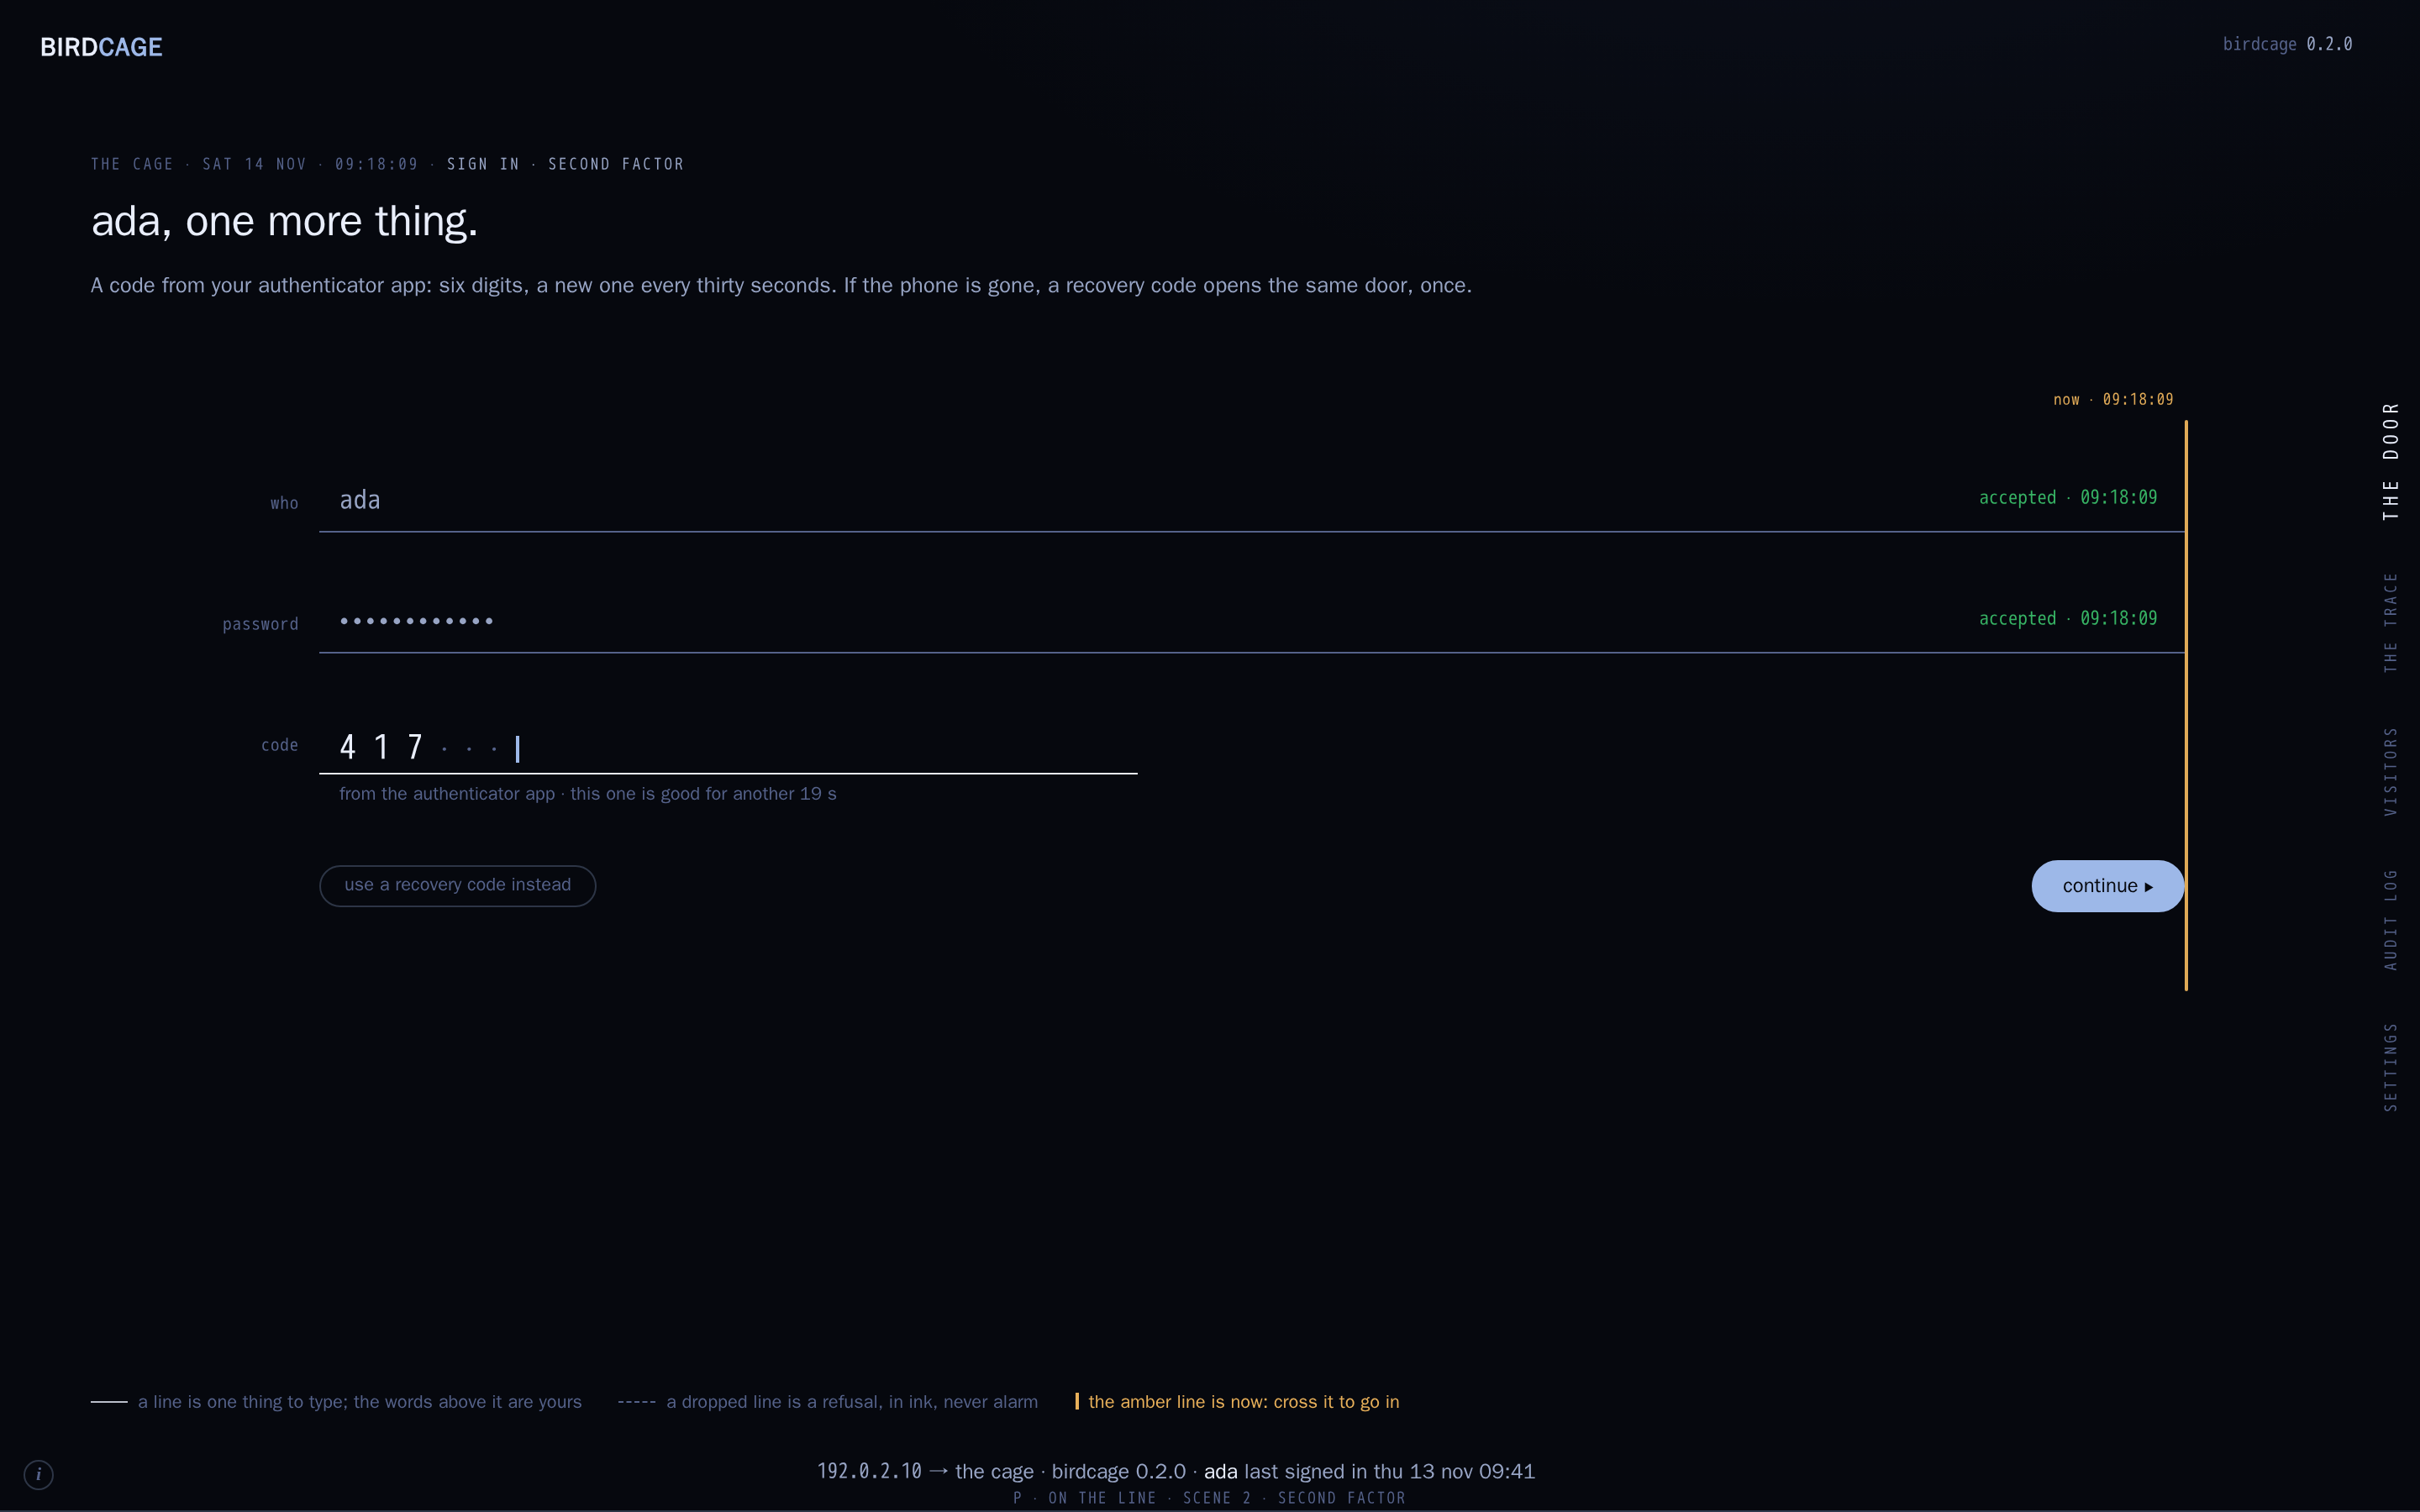 BIRDCAGE
birdcage 0.2.0
THE CAGE · SAT 14 NOV · 09:18:09 · SIGN IN · SECOND FACTOR
ada, one more thing.
A code from your authenticator app: six digits, a new one every thirty seconds. If the phone is gone, a recovery code opens the same door, once.
now · 09:18:09
who ada accepted · 09:18:09
password •••••••••••• accepted · 09:18:09
code 4 1 7 · · ·
from the authenticator app · this one is good for another 19 s
use a recovery code instead
continue ▸
THE DOOR
THE TRACE
VISITORS
AUDIT LOG
SETTINGS
a line is one thing to type; the words above it are yours
a dropped line is a refusal, in ink, never alarm
the amber line is now: cross it to go in
i
192.0.2.10 → the cage · birdcage 0.2.0 · ada last signed in thu 13 nov 09:41
P · ON THE LINE · SCENE 2 · SECOND FACTOR